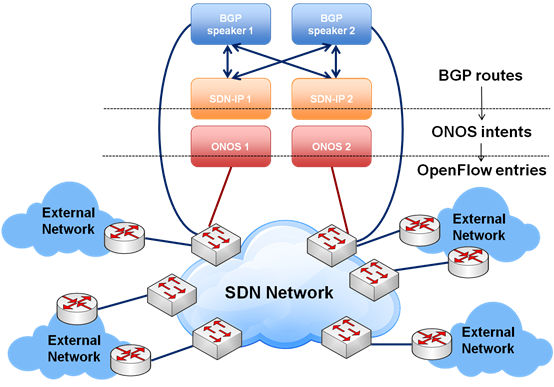 BGP
speaker 1
BGP
speaker 2
SDN-IP 1
SDN-IP 2
BGP routes
ONOS 1
ONOS 2
ONOS intents
OpenFlow entries
External
Network
External
Network
SDN Network
External
Network
External
Network